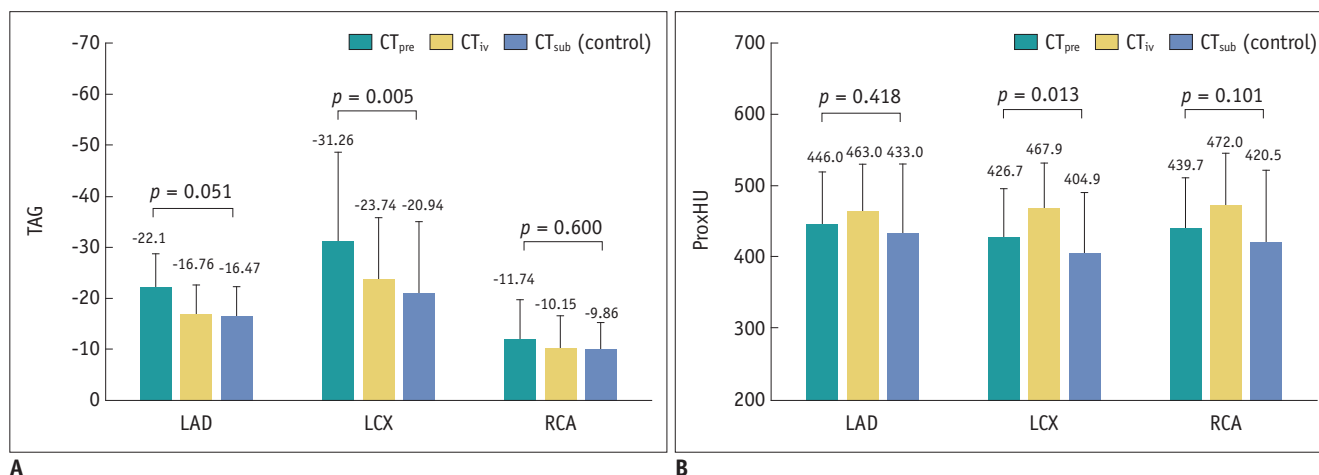 -70
-60
-50
-40
-30
-20
-10
0
TAG
CTpre CTiv CTsub (control)
p = 0.051
-22.1
-16.76
-16.47
p = 0.005
-31.26
-23.74
-20.94
p = 0.600
-11.74
-10.15
-9.86
LAD LCX RCA
A
700
600
500
400
300
200
ProxHU
CTpre CTiv CTsub (control)
p = 0.418
446.0 463.0 433.0
p = 0.013
426.7 467.9 404.9
p = 0.101
439.7 472.0 420.5
LAD LCX RCA
B